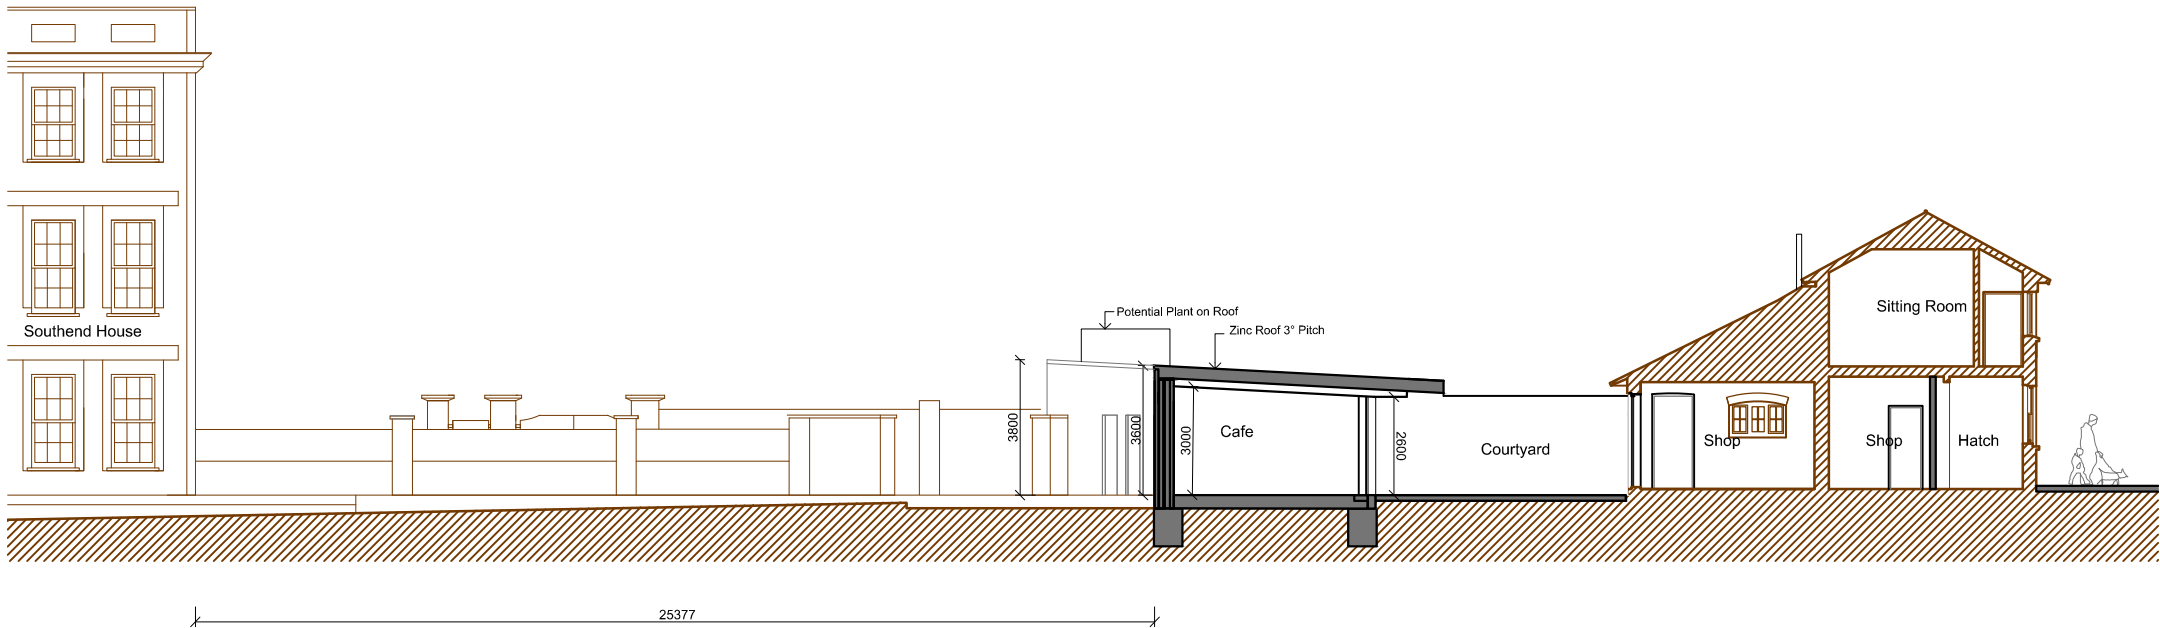 Southend House
Potential Plant on Roof
Zinc Roof 3° Pitch
3800
3600
3000
Cafe
2600
Courtyard
Shop
Sitting Room
Shop
Hatch
25377